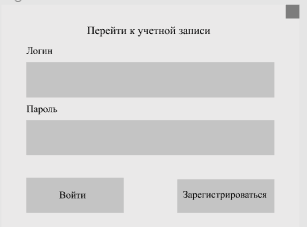 Перейти к учетной записи
Логин
Пароль
Войти
Зарегистрироваться